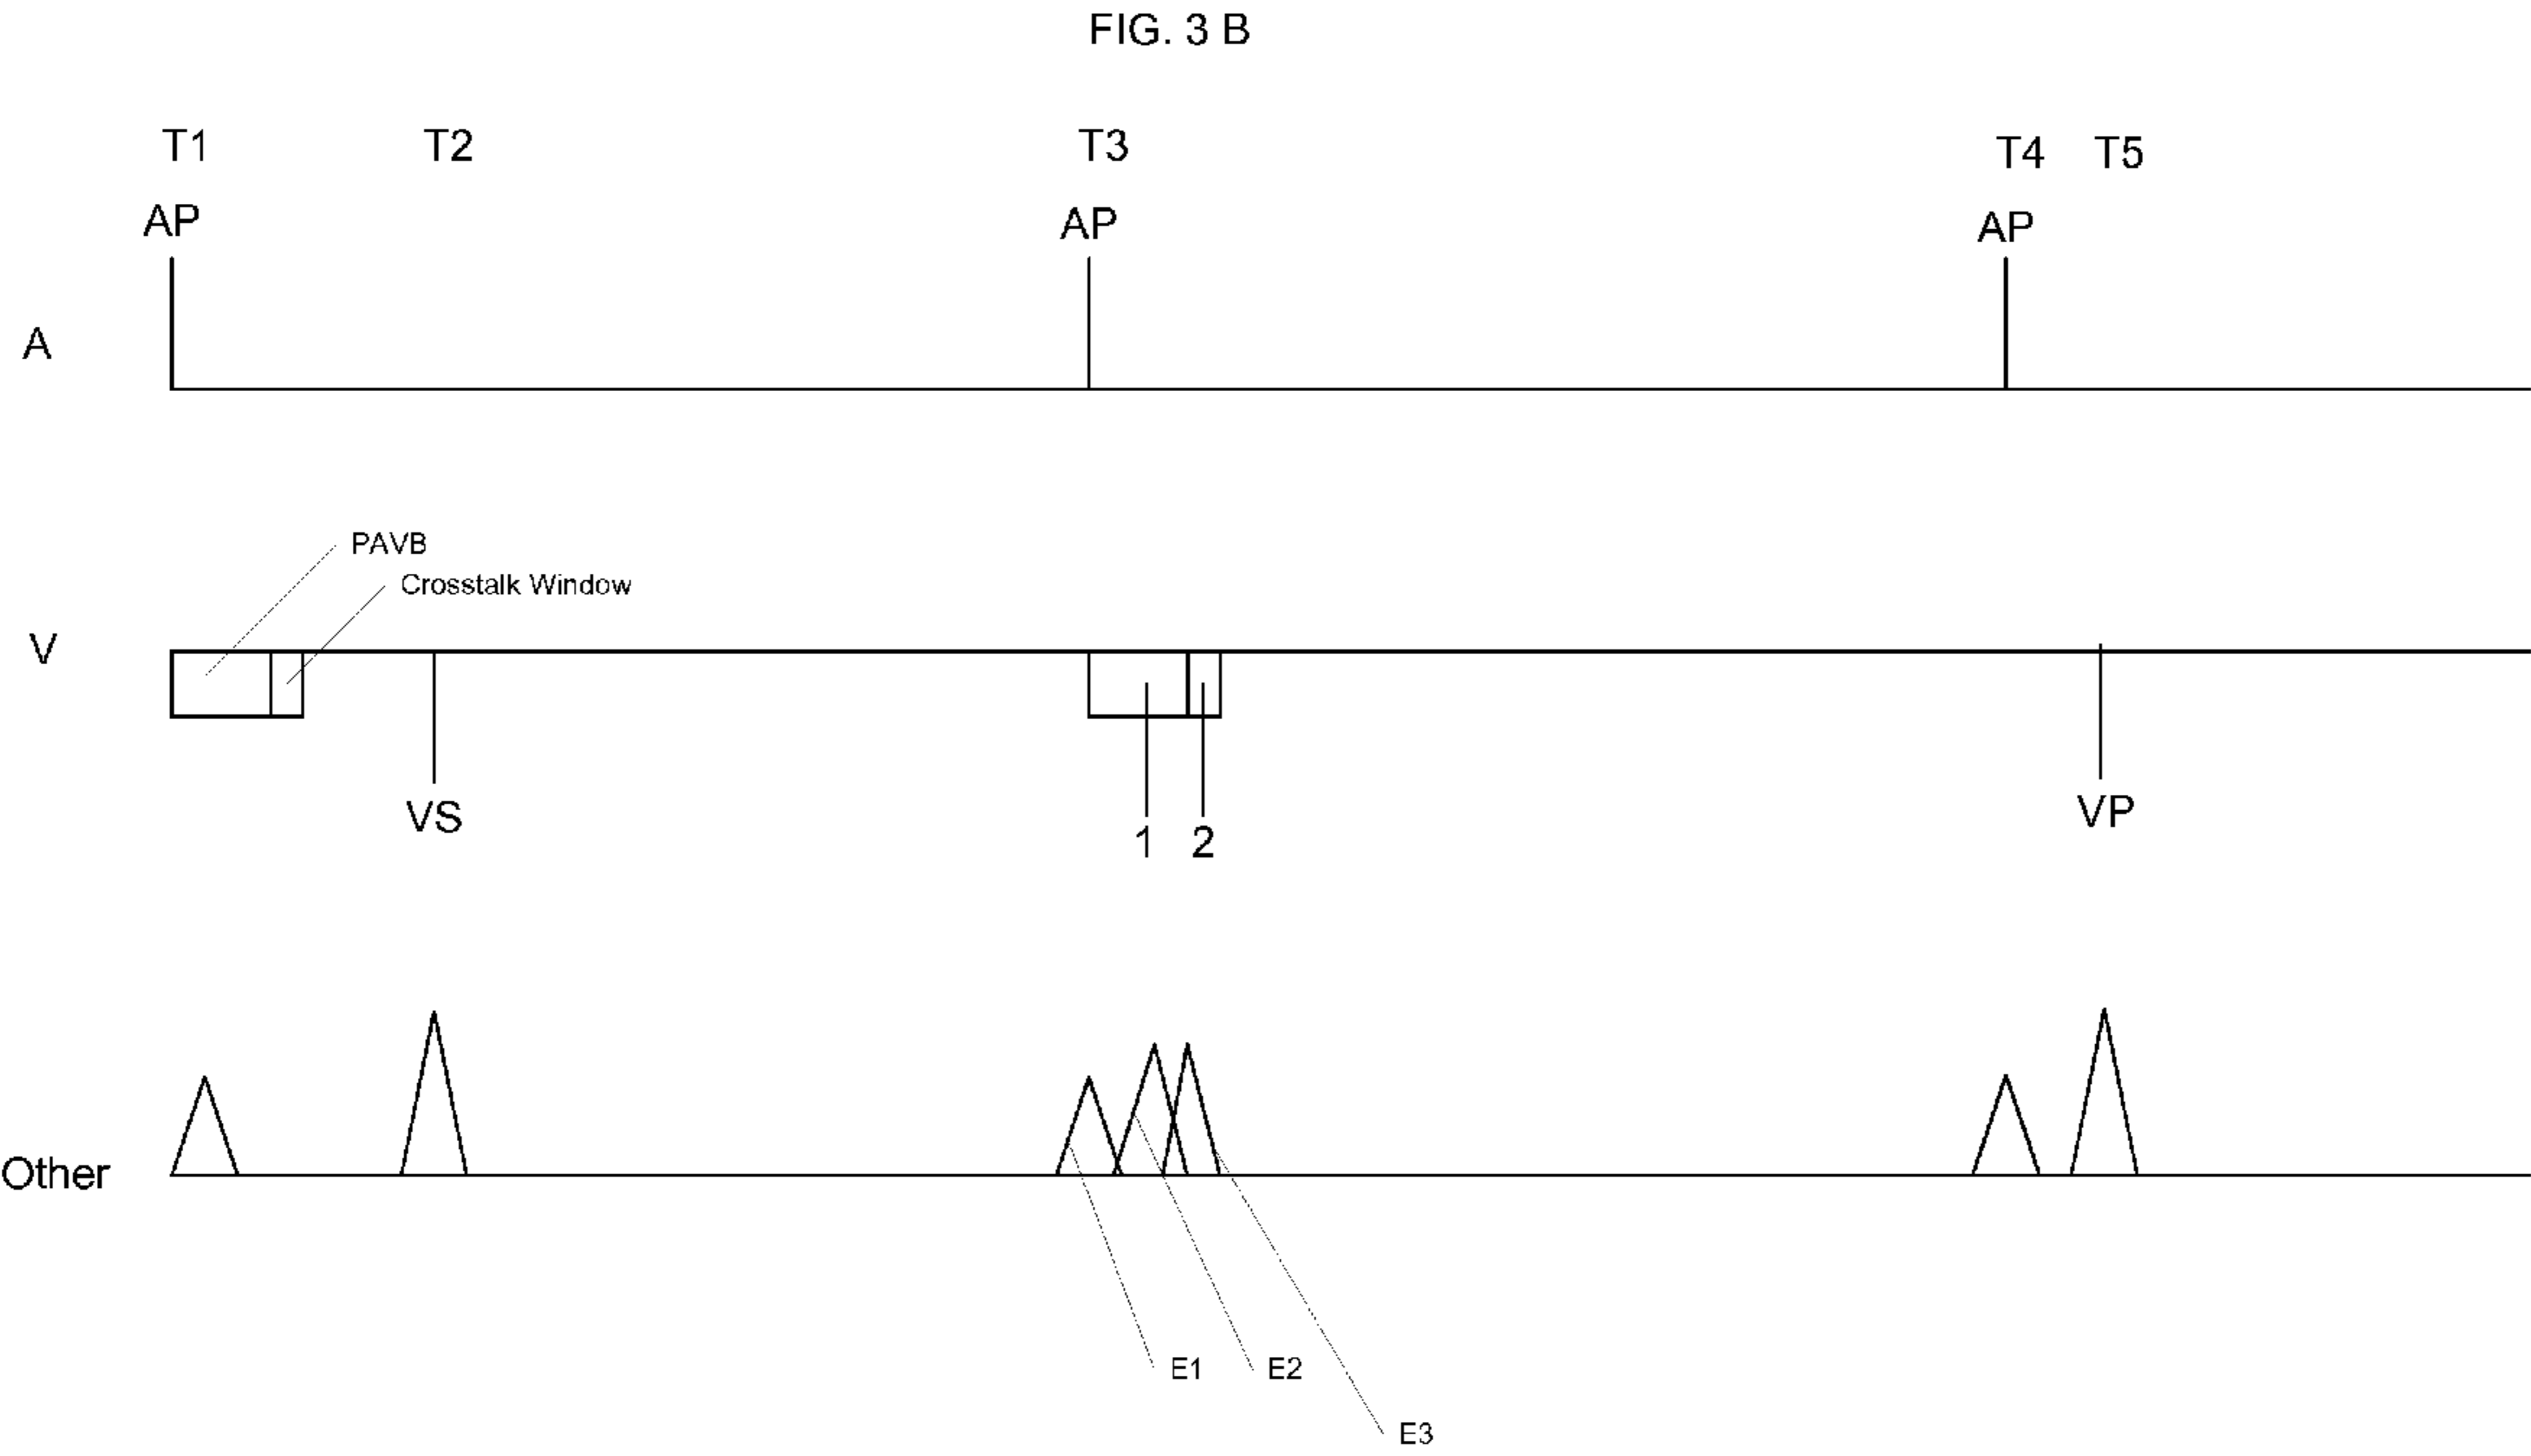 FIG. 3 B
T1 T2 T3 T4 T5
AP AP AP
A
PAVB
Crosstalk Window
V
VS 1 2 VP
Other
E1 E2
E3